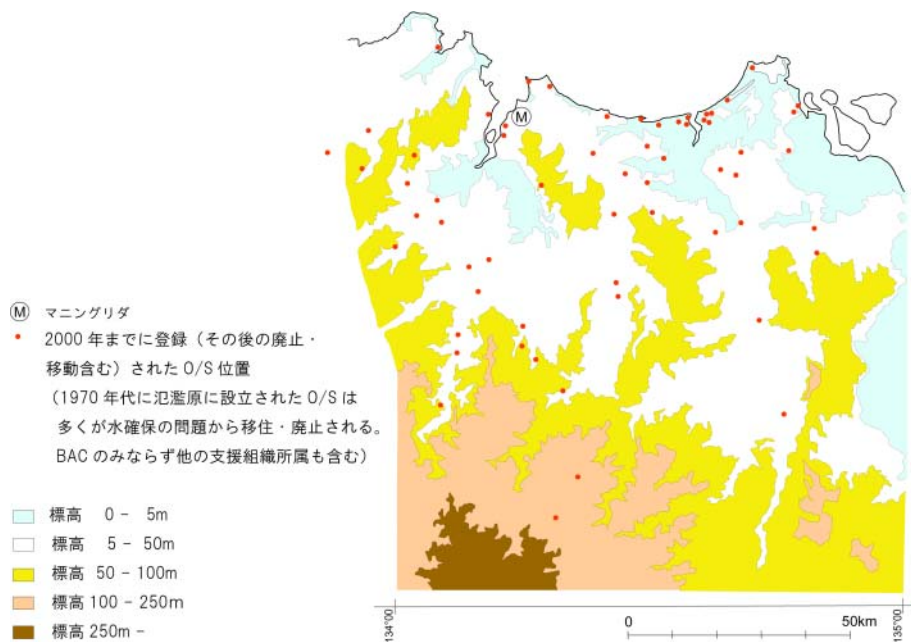 M
M マニングリダ
2000 年までに登録（その後の廃止・
移動含む）された O/S 位置
（1970 年代に氾濫原に設立された O/S は
多くが水確保の問題から移住・廃止される。
BAC のみならず他の支援組織所属も含む）
標高 0 - 5m
標高 5 - 50m
標高 50 - 100m
標高 100 - 250m
標高 250m -
134°00
0 50km
135°00